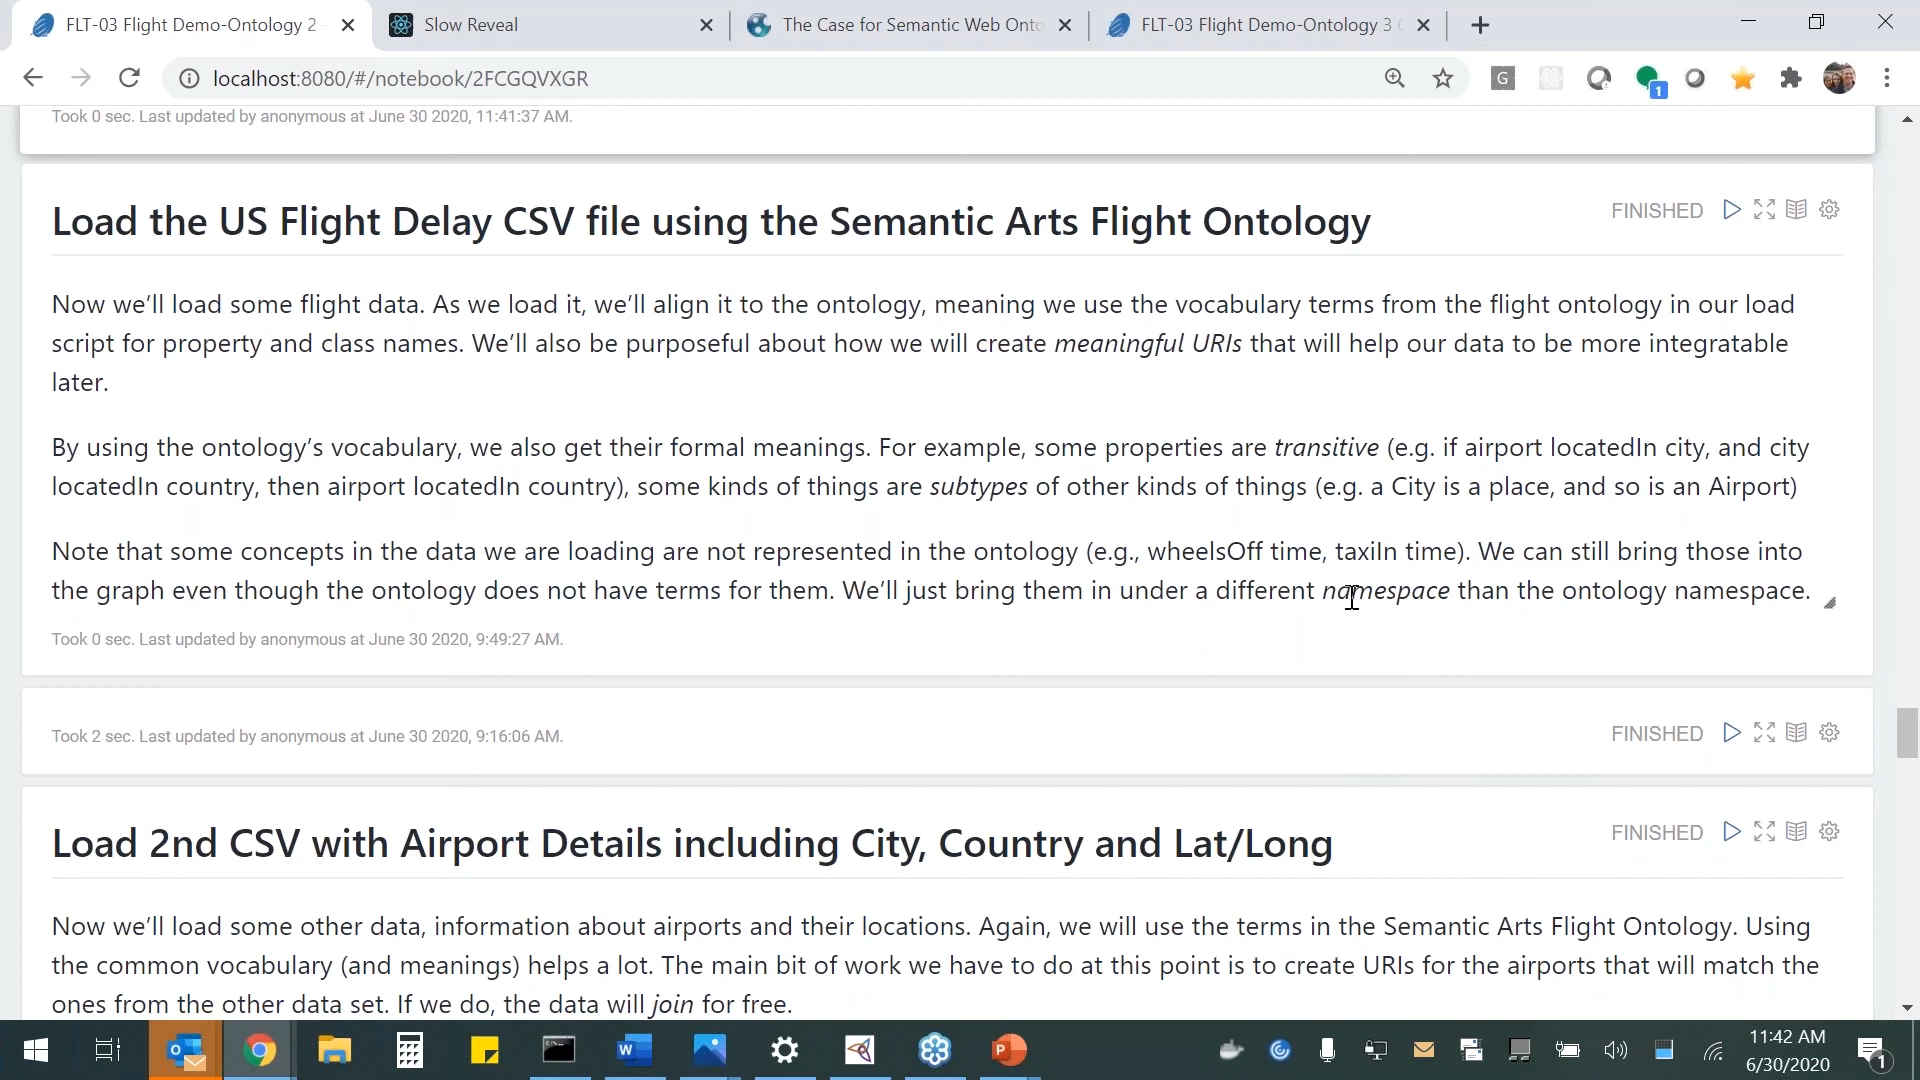 FLT-03 Flight Demo-Ontology 2 -
Slow Reveal
The Case for Semantic Web Onto
FLT-03 Flight Demo-Ontology 3
localhost:8080/#/notebook/2FCGQVXGR
G
1
Took 0 sec. Last updated by anonymous at June 30 2020, 11:41:37 AM.
Load the US Flight Delay CSV file using the Semantic Arts Flight Ontology
FINISHED
Now we’ll load some flight data. As we load it, we’ll align it to the ontology, meaning we use the vocabulary terms from the flight ontology in our load
script for property and class names. We’ll also be purposeful about how we will create meaningful URIs that will help our data to be more integratable
later.
By using the ontology’s vocabulary, we also get their formal meanings. For example, some properties are transitive (e.g. if airport locatedIn city, and city
locatedIn country, then airport locatedIn country), some kinds of things are subtypes of other kinds of things (e.g. a City is a place, and so is an Airport)
Note that some concepts in the data we are loading are not represented in the ontology (e.g., wheelsOff time, taxiIn time). We can still bring those into
the graph even though the ontology does not have terms for them. We’ll just bring them in under a different namespace than the ontology namespace.
Took 0 sec. Last updated by anonymous at June 30 2020, 9:49:27 AM.
Took 2 sec. Last updated by anonymous at June 30 2020, 9:16:06 AM.
FINISHED
Load 2nd CSV with Airport Details including City, Country and Lat/Long
FINISHED
Now we’ll load some other data, information about airports and their locations. Again, we will use the terms in the Semantic Arts Flight Ontology. Using
the common vocabulary (and meanings) helps a lot. The main bit of work we have to do at this point is to create URIs for the airports that will match the
ones from the other data set. If we do, the data will join for free.
11:42 AM
6/30/2020
1